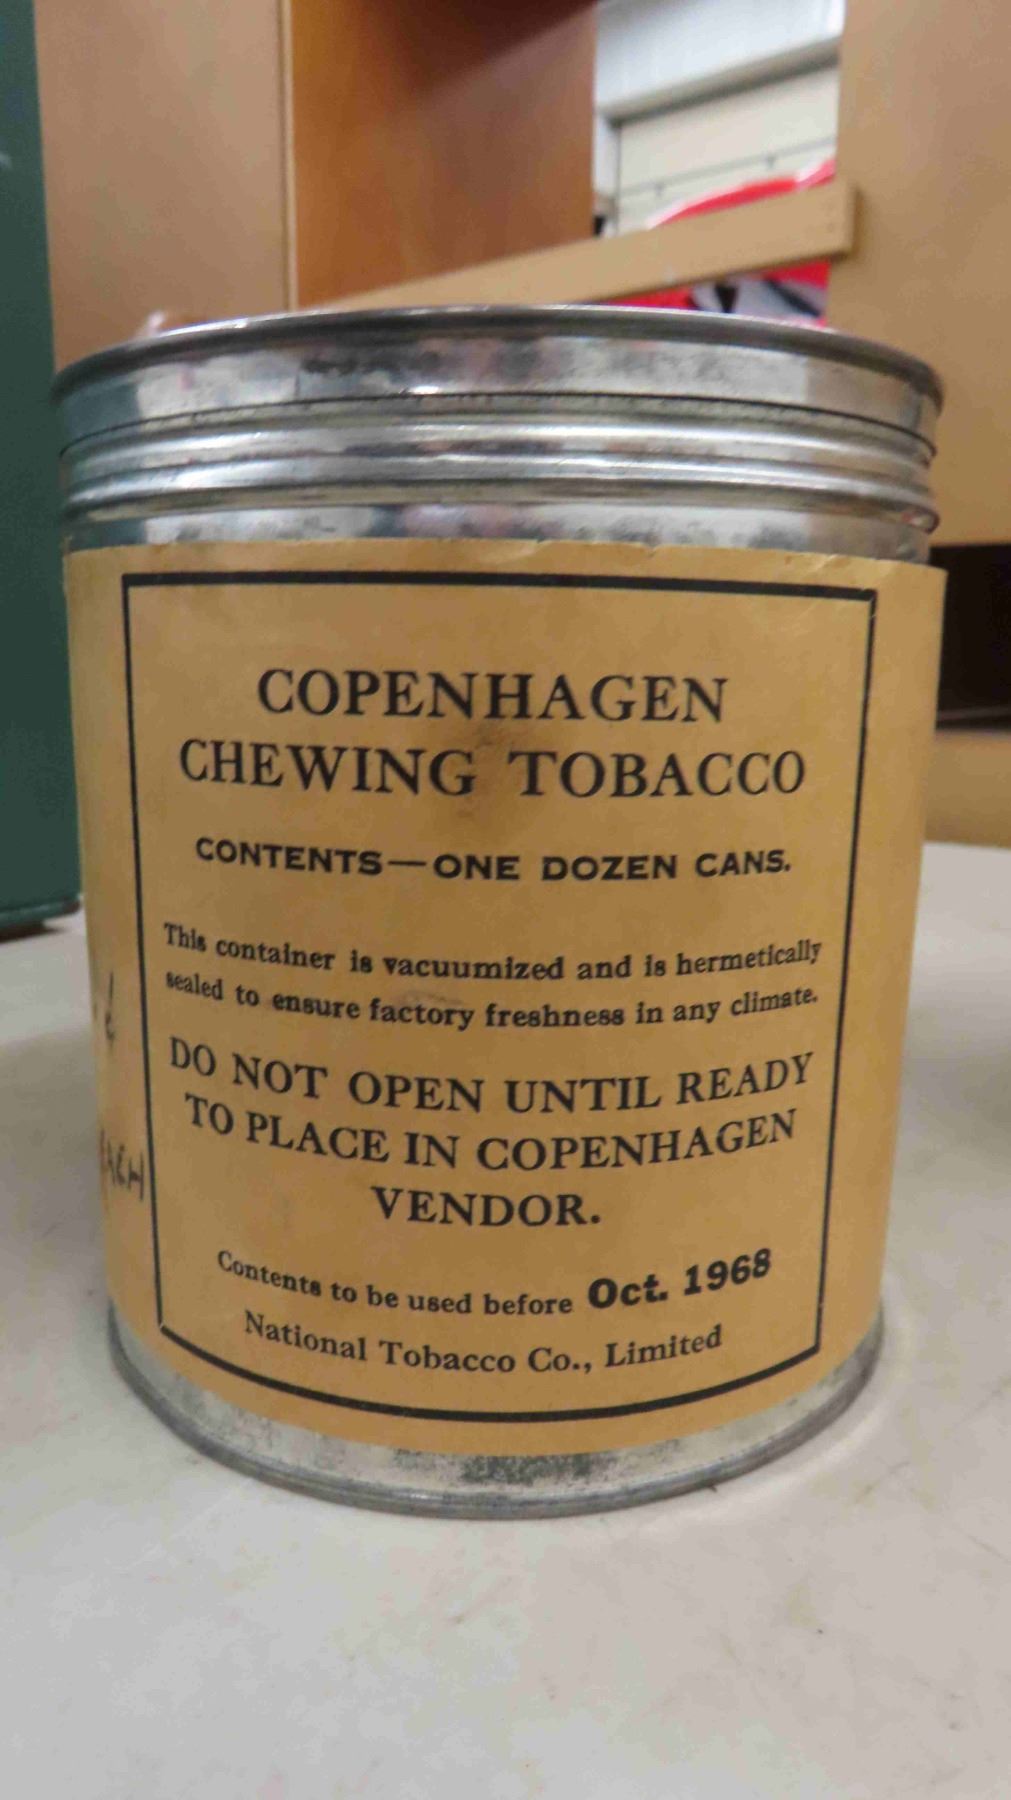 COPENHAGEN
CHEWING TOBACCO
CONTENTS—ONE DOZEN CANS.
This container is vacuumized and is hermetically
sealed to ensure factory freshness in any climate.
DO NOT OPEN UNTIL READY
TO PLACE IN COPENHAGEN
VENDOR.
Contents to be used before Oct. 1968
National Tobacco Co., Limited